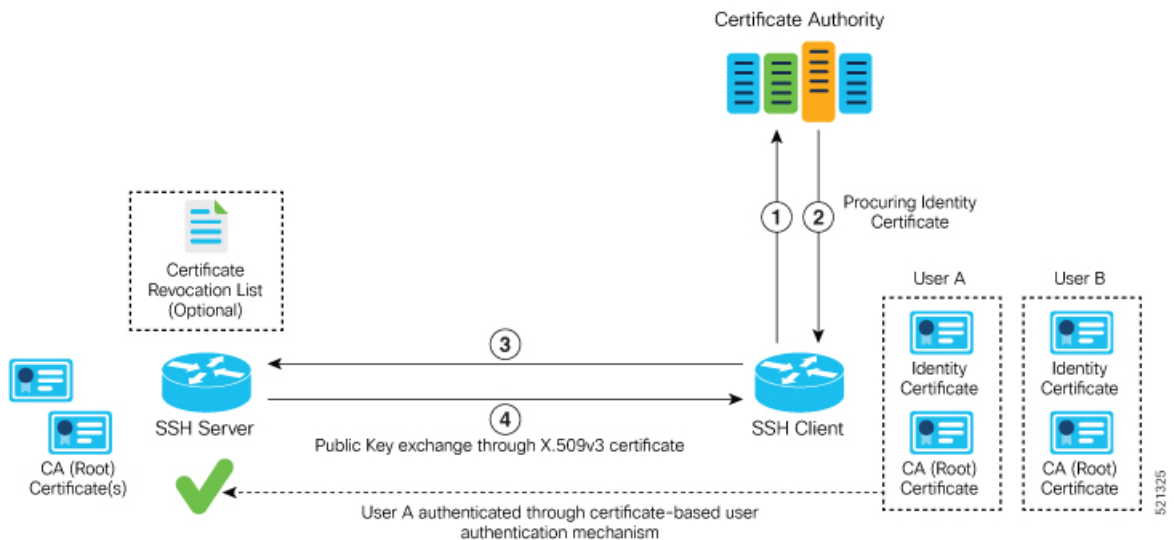 Certificate Authority
1
2
Procuring Identity
Certificate
Certificate
Revocation List
(Optional)
User A
User B
Identity
Certificate
Identity
Certificate
CA (Root)
Certificate
CA (Root)
Certificate
3
4
SSH Server
SSH Client
Public Key exchange through X.509v3 certificate
CA (Root)
Certificate(s)
User A authenticated through certificate-based user
authentication mechanism
521325